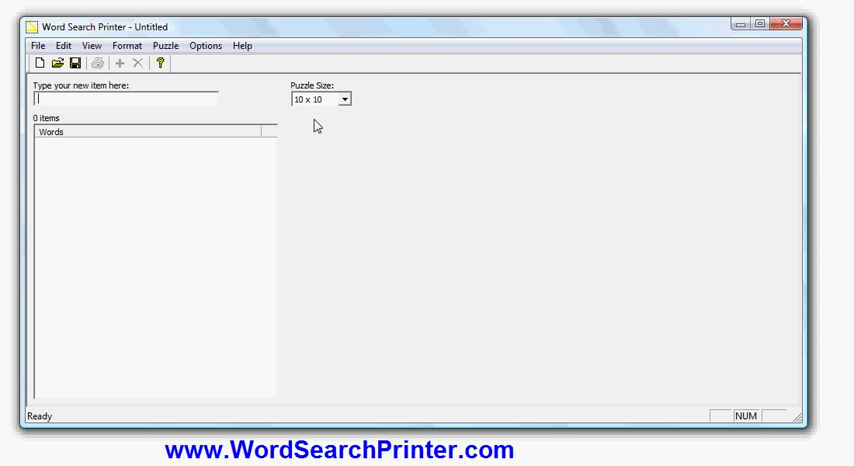 Word Search Printer - Untitled
File Edit View Format Puzzle Options Help
Type your new item here:
Puzzle Size:
10 x 10
0 items
Words
Ready
NUM
www.WordSearchPrinter.com